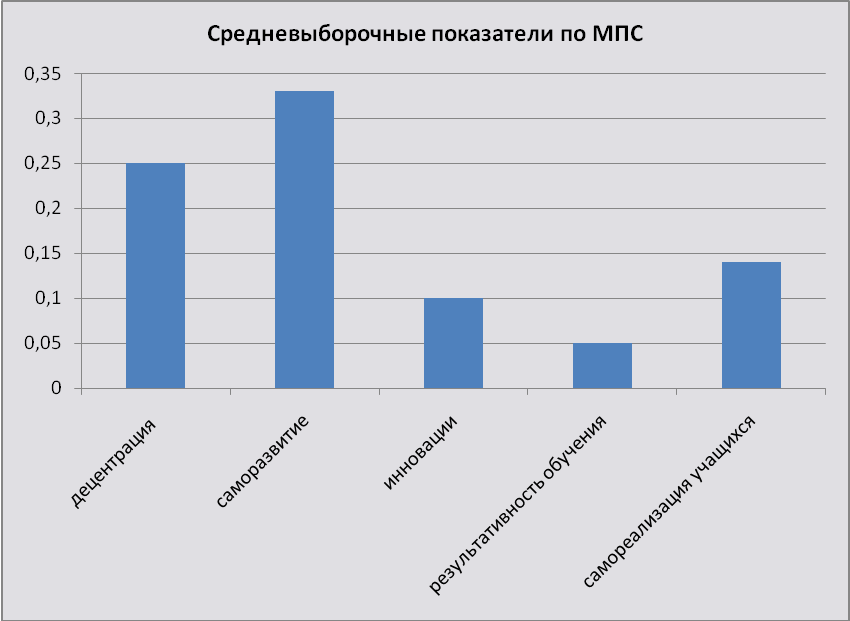 Средневыборочные показатели по МПС
0,35
0,3
0,25
0,2
0,15
0,1
0,05
0
децентрация
саморазвитие
инновации
результативность обучения
самореализация учащихся